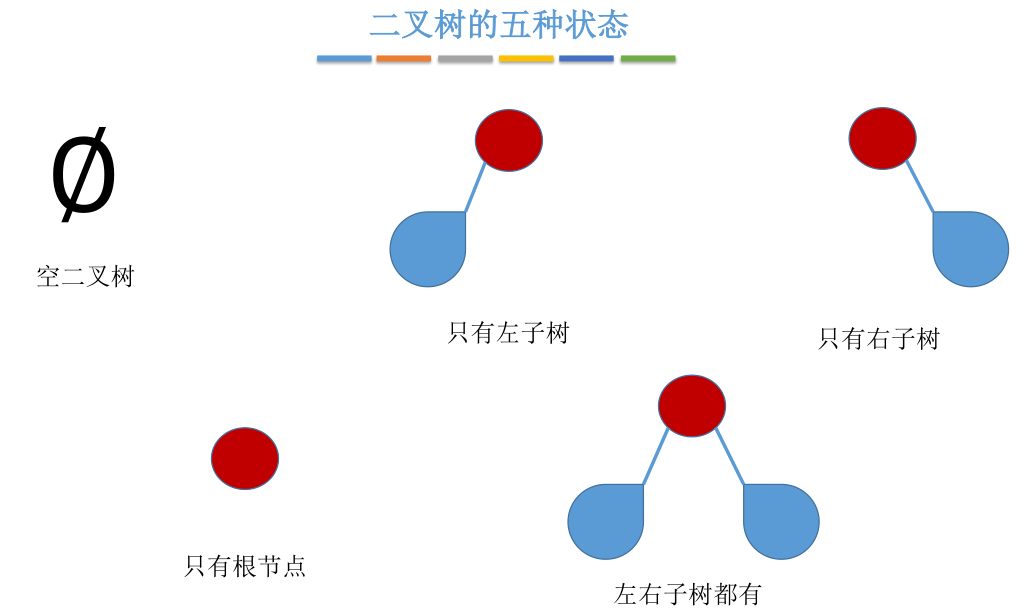 二叉树的五种状态
∅
空二叉树
只有左子树
只有右子树
只有根节点
左右子树都有